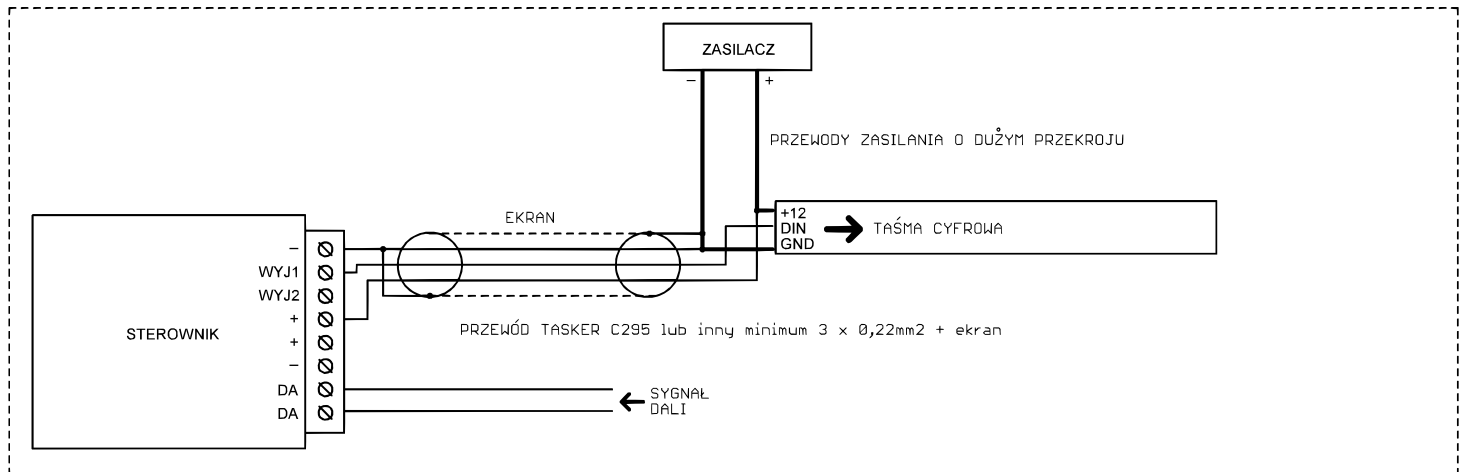 ZASILACZ
– +
PRZEWODY ZASILANIA O DUŻYM PRZEKROJU
EKRAN
+12
DIN
GND
TAŚMA CYFROWA
STEROWNIK
–
WYJ1
WYJ2
+
+
–
DA
DA
PRZEWÓD TASKER C295 lub inny minimum 3 x 0,22mm2 + ekran
SYGNAŁ
DALI